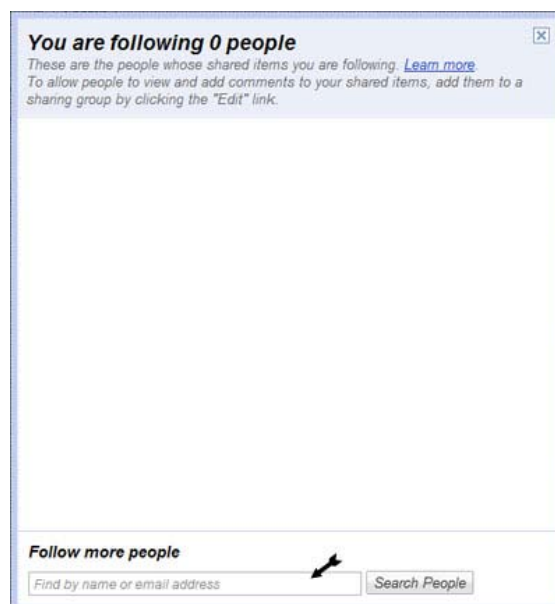 You are following 0 people
These are the people whose shared items you are following. Learn more.
To allow people to view and add comments to your shared items, add them to a
sharing group by clicking the "Edit" link.
Follow more people
Find by name or email address
Search People